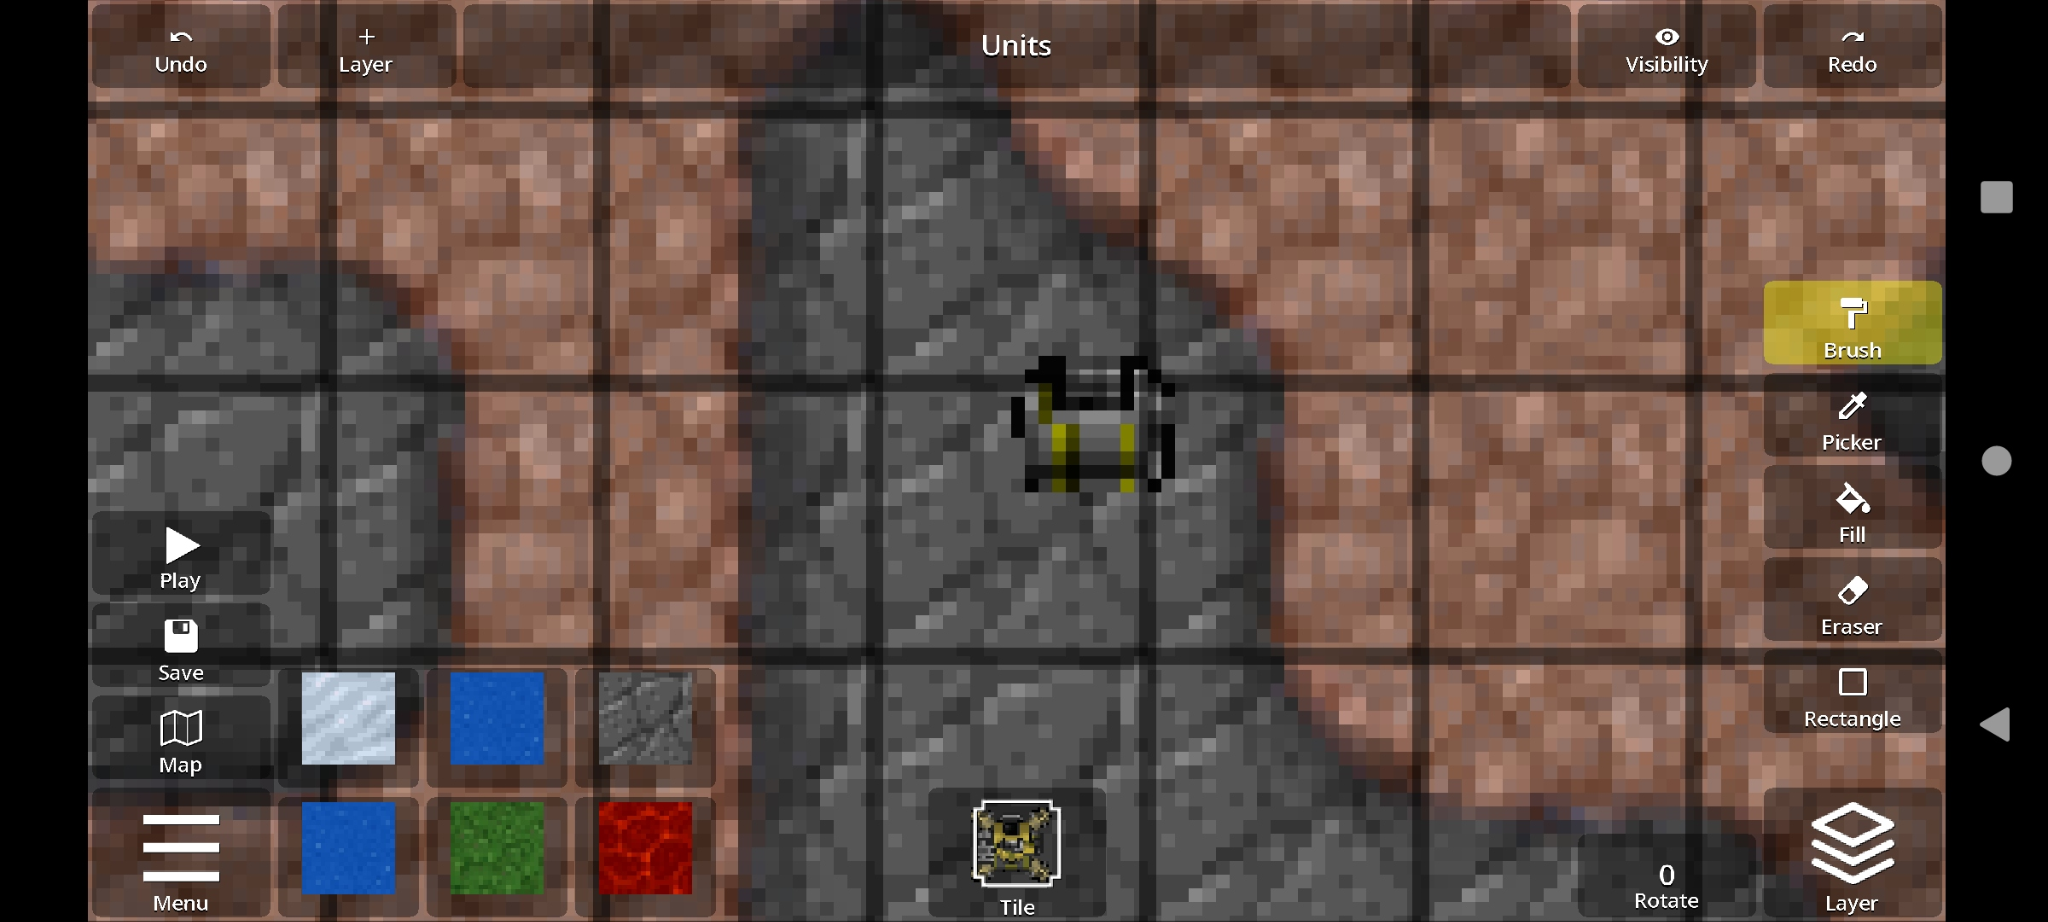 Undo
Layer
Units
Visibility
Redo
Brush
Picker
Fill
Eraser
Rectangle
Play
Save
Map
Menu
Tile
0
Rotate
Layer